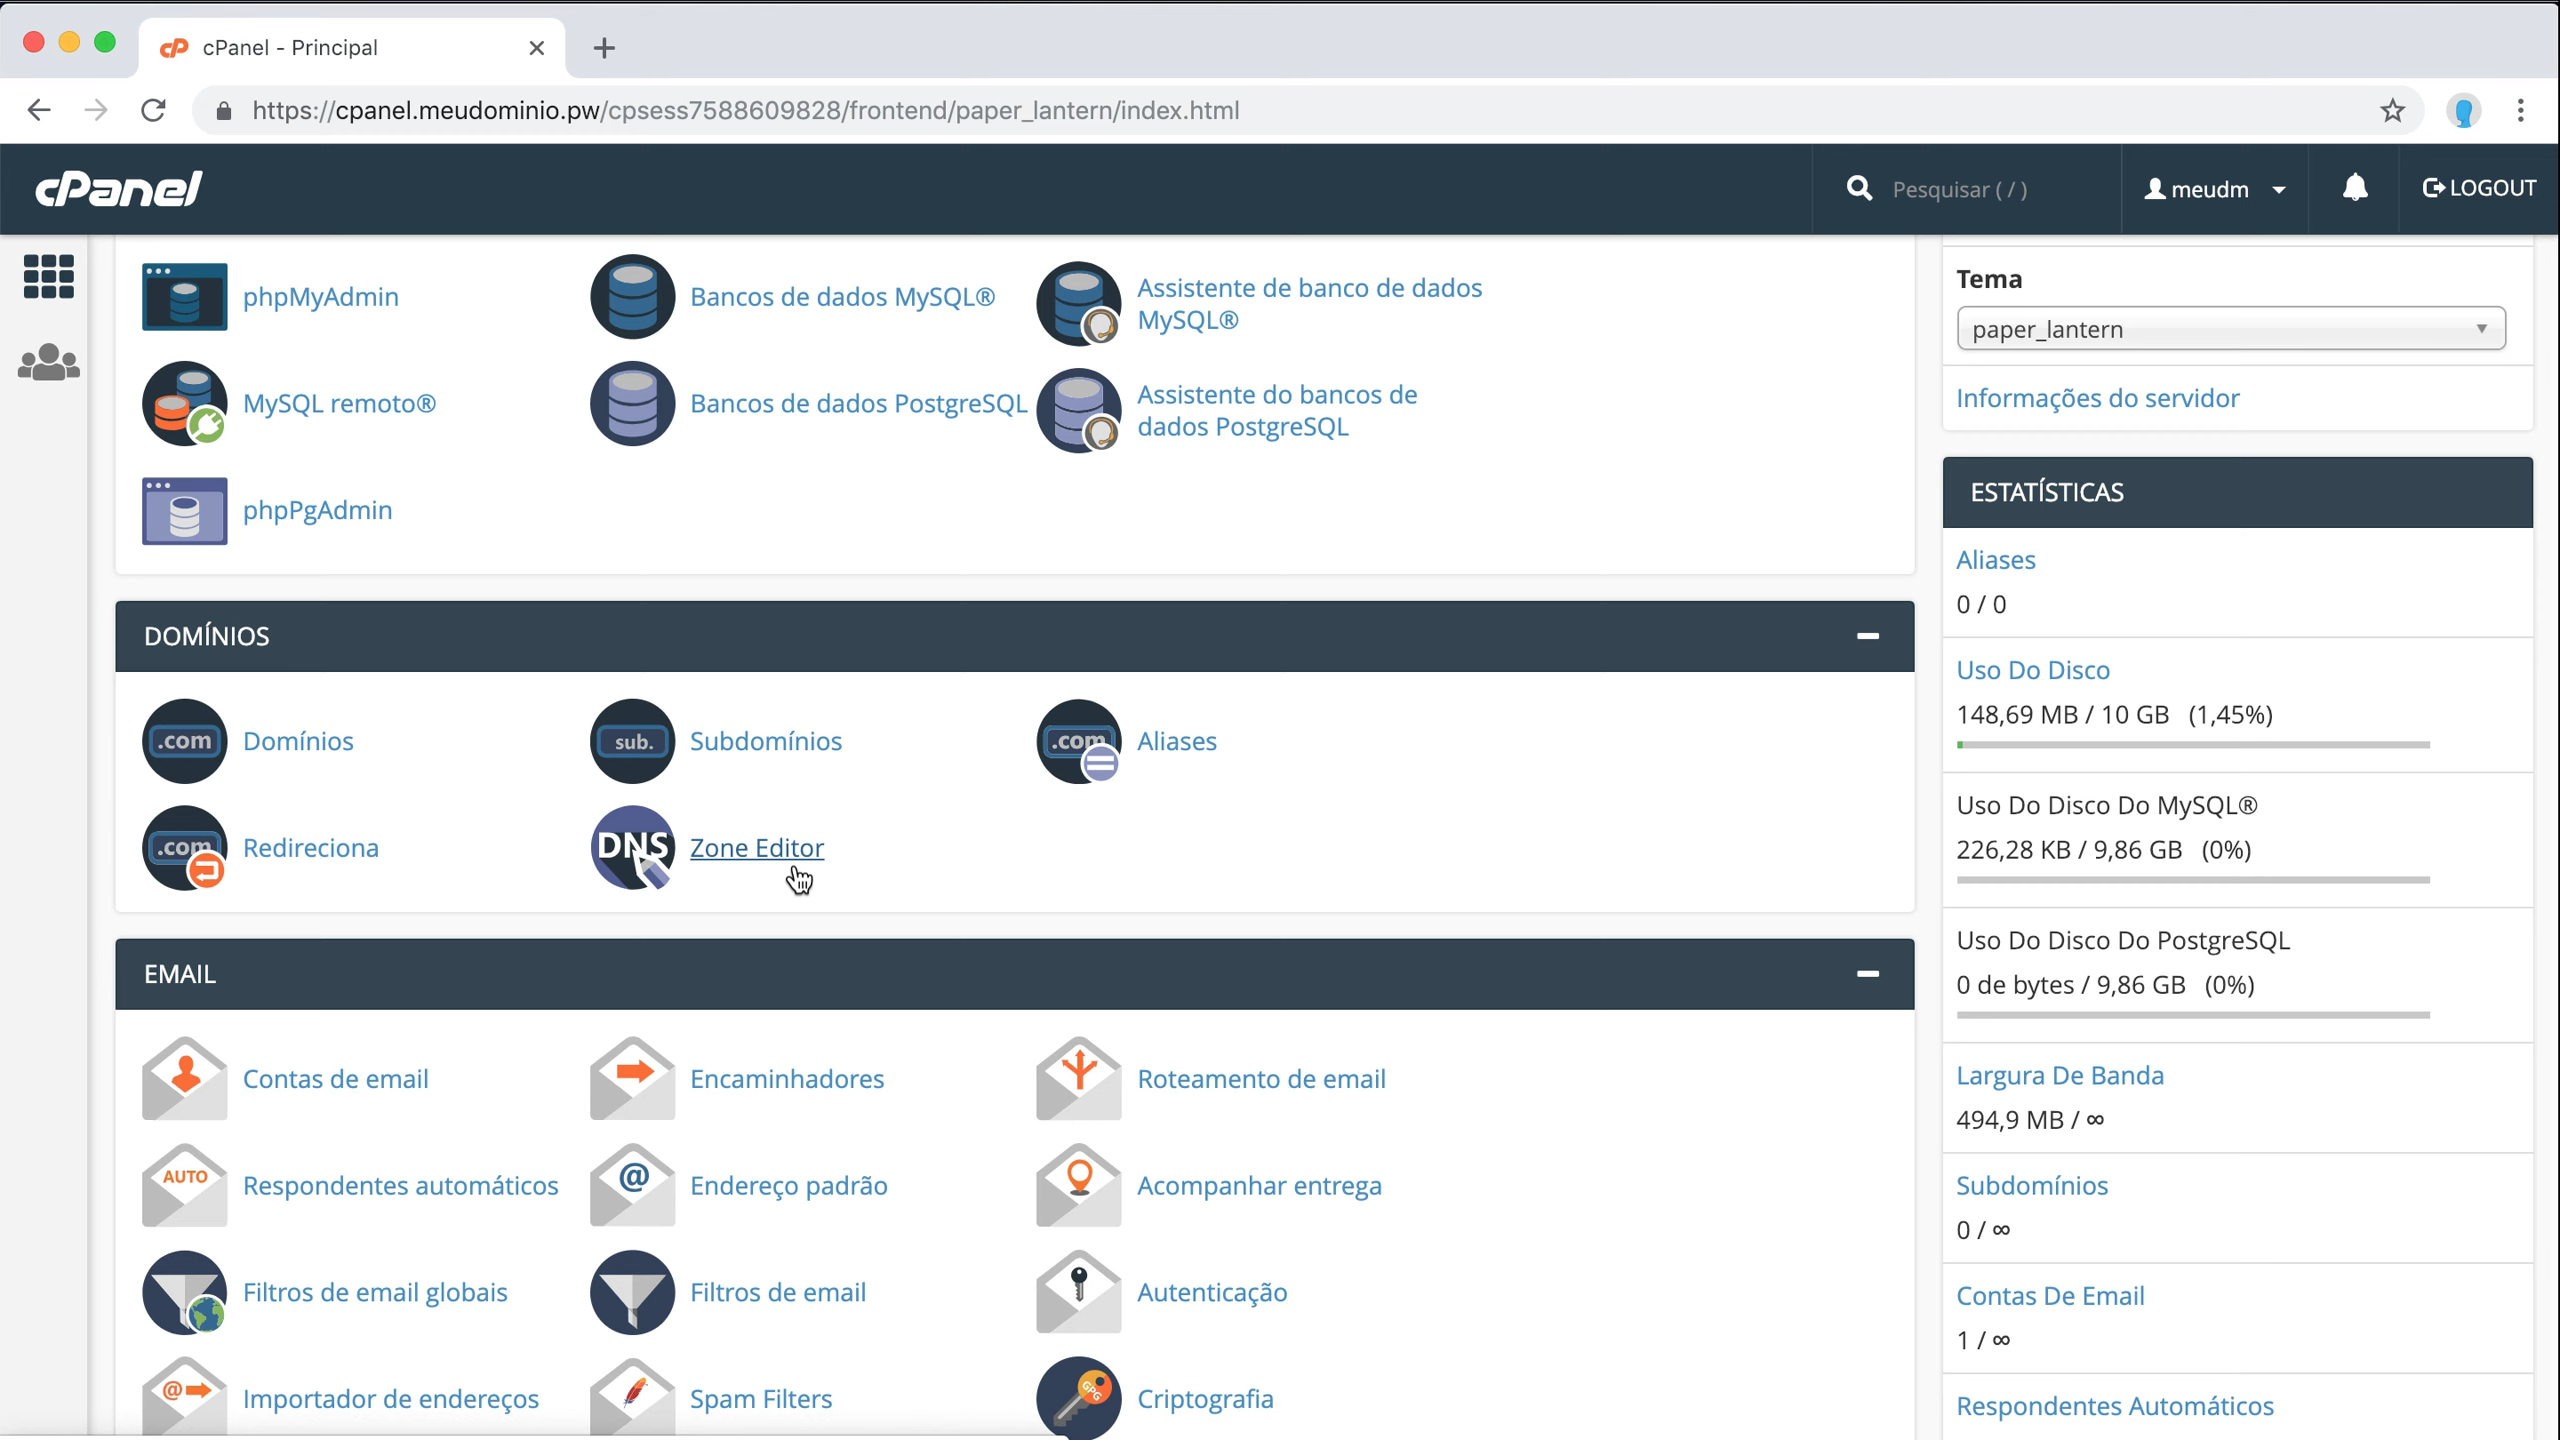 cPanel - Principal
https://cpanel.meudominio.pw/cpsess7588609828/frontend/paper_lantern/index.html
cPanel
Pesquisar ( / )
meudm
LOGOUT
phpMyAdmin
Bancos de dados MySQL®
Assistente de banco de dados
MySQL®
MySQL remoto®
Bancos de dados PostgreSQL
Assistente do bancos de
dados PostgreSQL
phpPgAdmin
DOMÍNIOS
.com
Domínios
sub.
Subdomínios
.com
Aliases
.com
Redireciona
DNS
Zone Editor
EMAIL
Contas de email
Encaminhadores
Roteamento de email
AUTO
Respondentes automáticos
@
Endereço padrão
Acompanhar entrega
Filtros de email globais
Filtros de email
Autenticação
@
Importador de endereços
Spam Filters
GPG
Criptografia
Tema
paper_lantern
Informações do servidor
ESTATÍSTICAS
Aliases
0 / 0
Uso Do Disco
148,69 MB / 10 GB (1,45%)
Uso Do Disco Do MySQL®
226,28 KB / 9,86 GB (0%)
Uso Do Disco Do PostgreSQL
0 de bytes / 9,86 GB (0%)
Largura De Banda
494,9 MB / ∞
Subdomínios
0 / ∞
Contas De Email
1 / ∞
Respondentes Automáticos